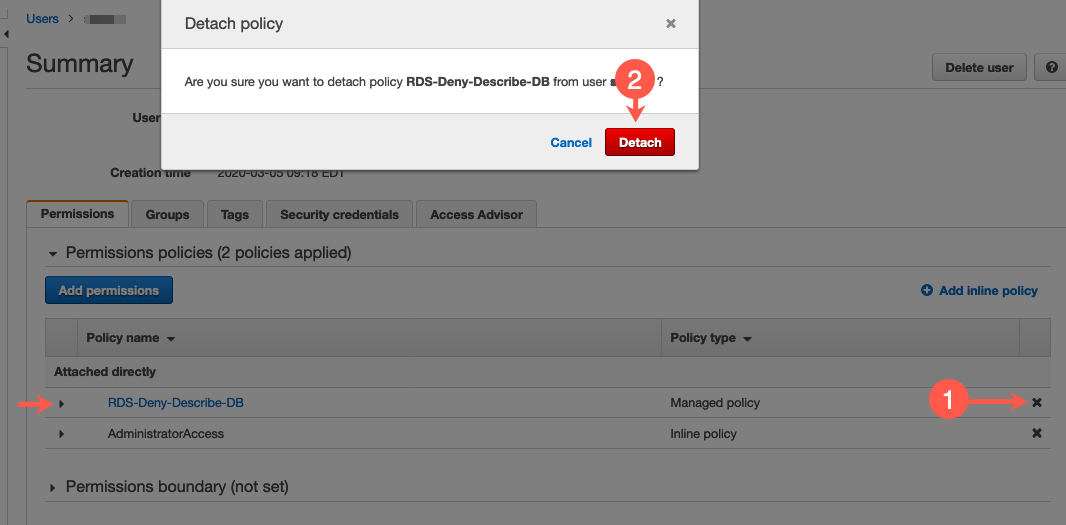 Users
Detach policy
Summary
Are you sure you want to detach policy RDS-Deny-Describe-DB from user ?
2
Delete user
User
Cancel Detach
Creation time 2020-03-05 09:18 EDT
Permissions Groups Tags Security credentials Access Advisor
Permissions policies (2 policies applied)
Add permissions Add inline policy
Policy name Policy type
Attached directly
RDS-Deny-Describe-DB Managed policy 1
AdministratorAccess Inline policy
Permissions boundary (not set)